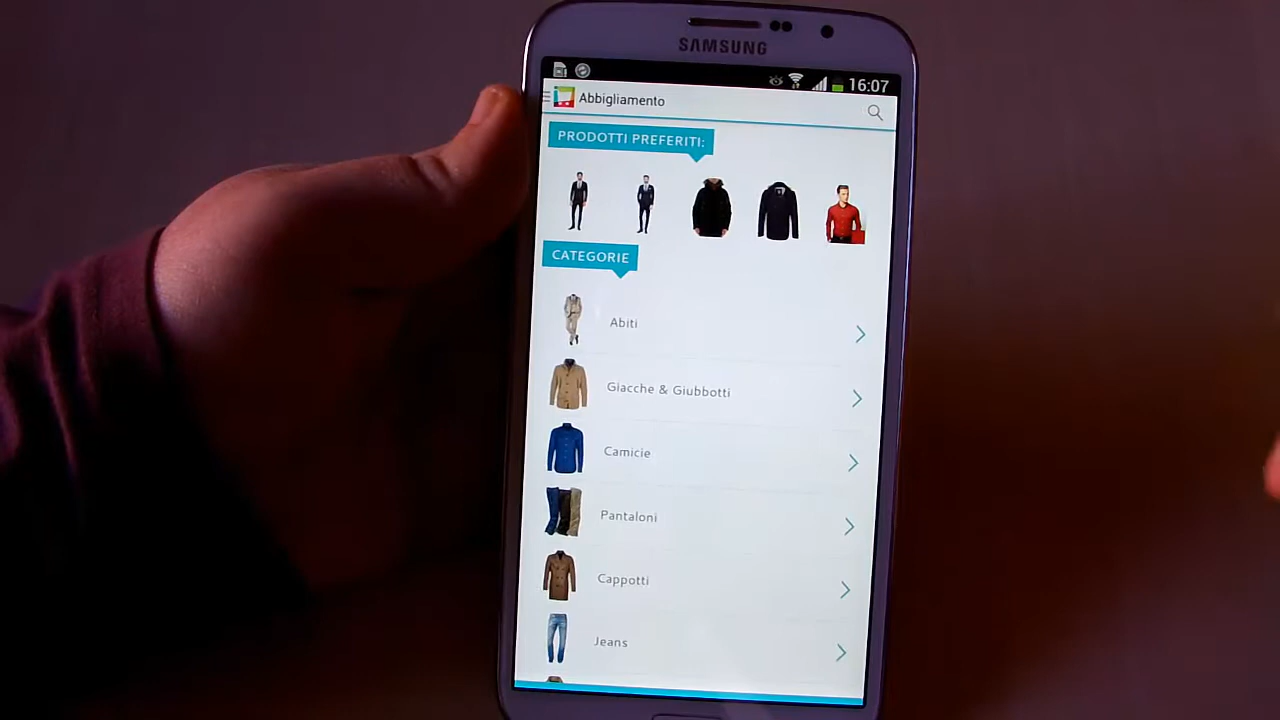 SAMSUNG
16:07
Abbigliamento
PRODOTTI PREFERITI:
CATEGORIE
Abiti
Giacche & Giubbotti
Camicie
Pantaloni
Cappotti
Jeans